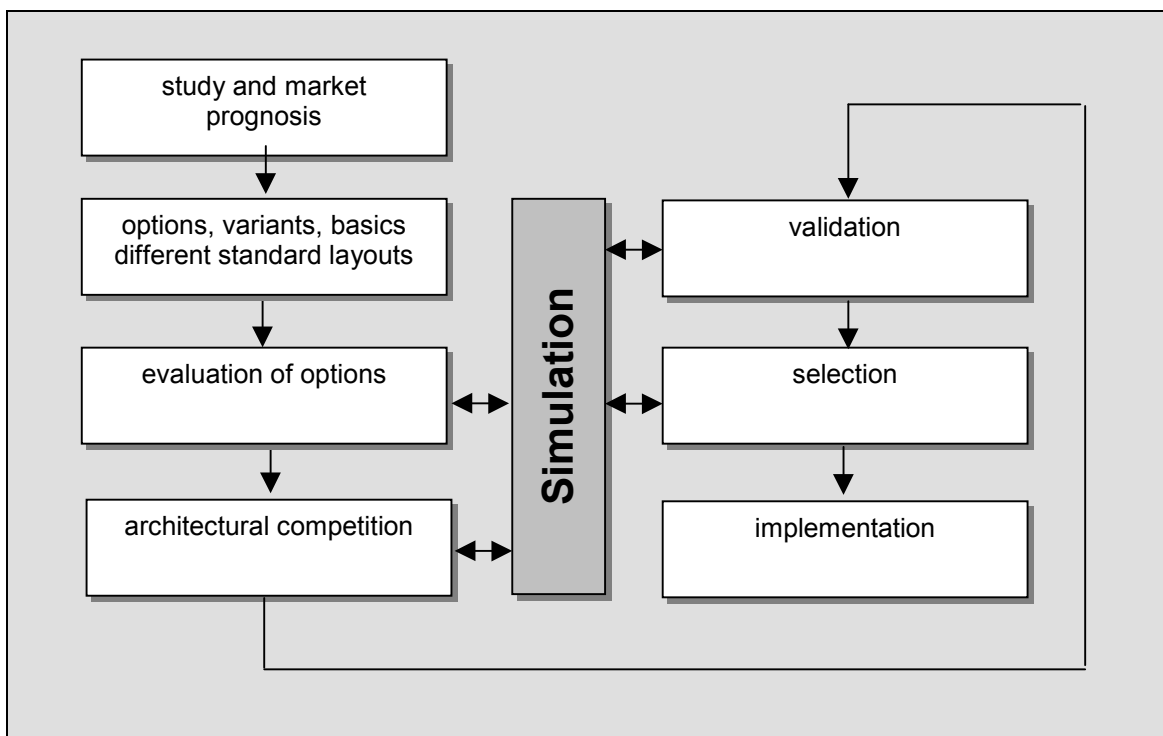 study and market
prognosis
options, variants, basics
different standard layouts
evaluation of options
architectural competition
Simulation
validation
selection
implementation